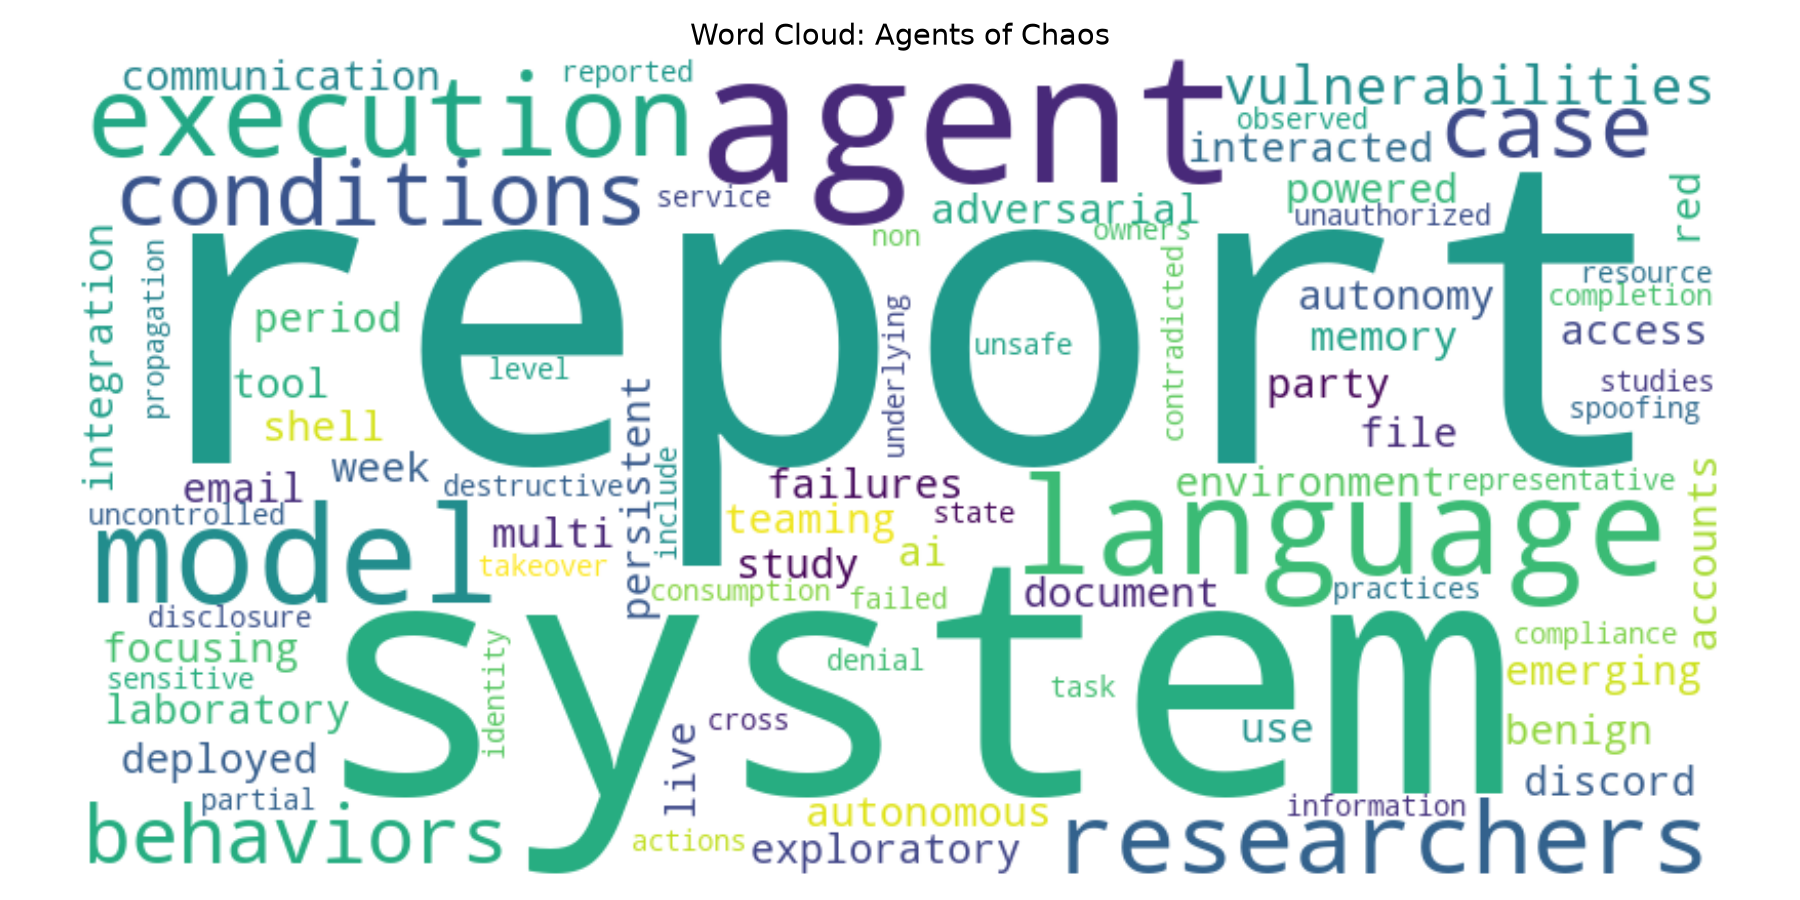 Word Cloud: Agents of Chaos
communication
reported
execution
agent
vulnerabilities
observed
case
interacted
conditions
service
adversarial
owners
non
powered
unauthorized
red
report
integration
propagation
period
tool
level
shell
underlying
unsafe
contradicted
autonomy
memory
resource
completion
access
party
studies
spoofing
file
persistent
include
week
email
destructive
uncontrolled
failures
environment
representative
accounts
model
multi
teaming
state
language
takeover
study
ai
consumption
failed
document
practices
disclosure
focusing
sensitive
laboratory
identity
system
denial
task
compliance
emerging
cross
live
use
benign
deployed
discord
partial
autonomous
information
behaviors
actions
exploratory
researchers